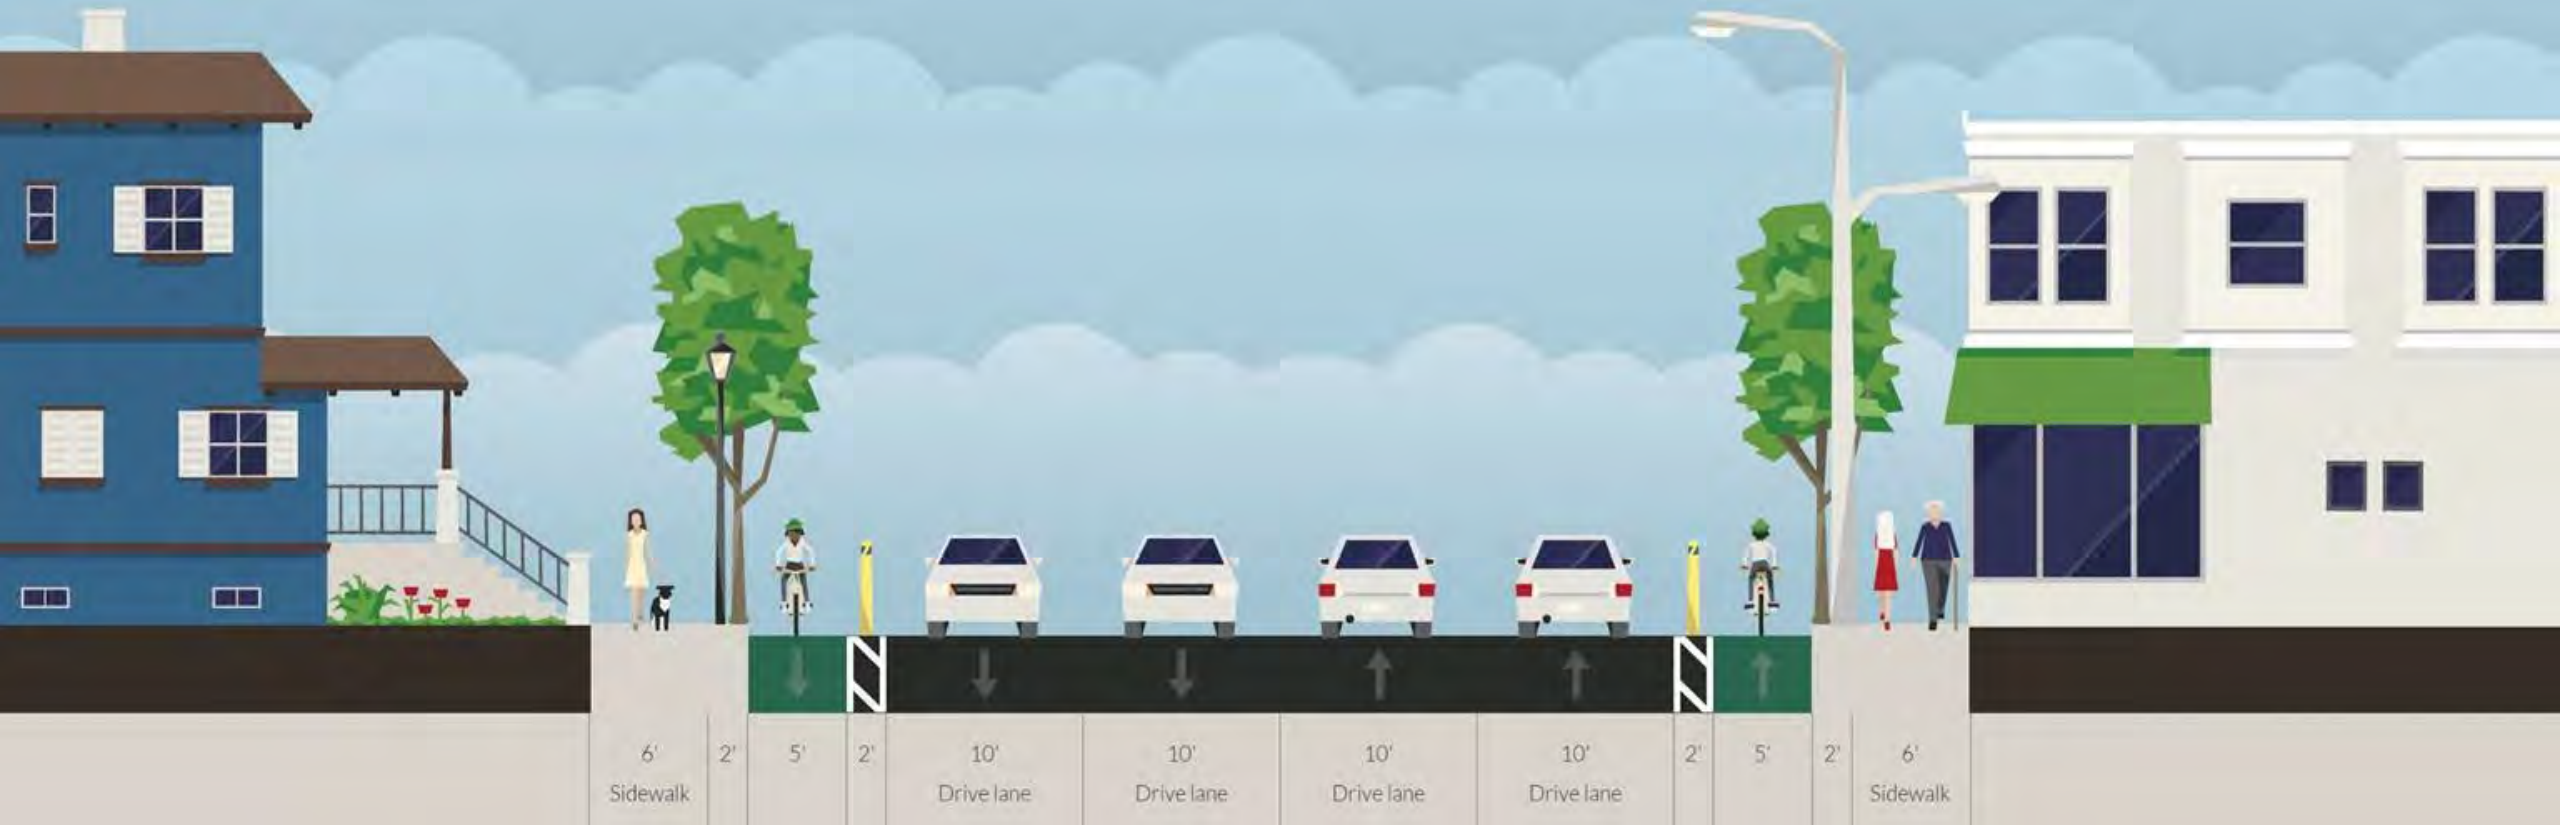 6' 2' 5' 2' 10' 10' 10' 10' 2' 5' 2' 6'
Sidewalk Drive lane Drive lane Drive lane Drive lane Sidewalk